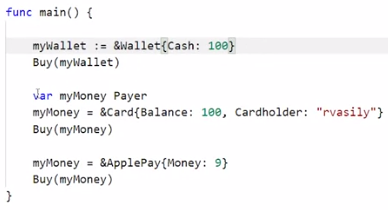 func main() {
myWallet := &Wallet{Cash: 100}
Buy(myWallet)
var myMoney Payer
myMoney = &Card{Balance: 100, Cardholder: "rvasily"}
Buy(myMoney)
myMoney = &ApplePay{Money: 9}
Buy(myMoney)
}